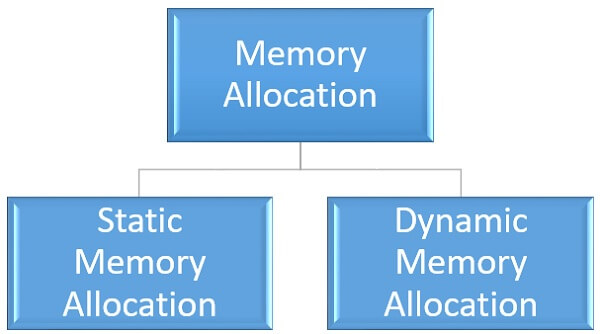 Memory
Allocation
Static
Memory
Allocation
Dynamic
Memory
Allocation